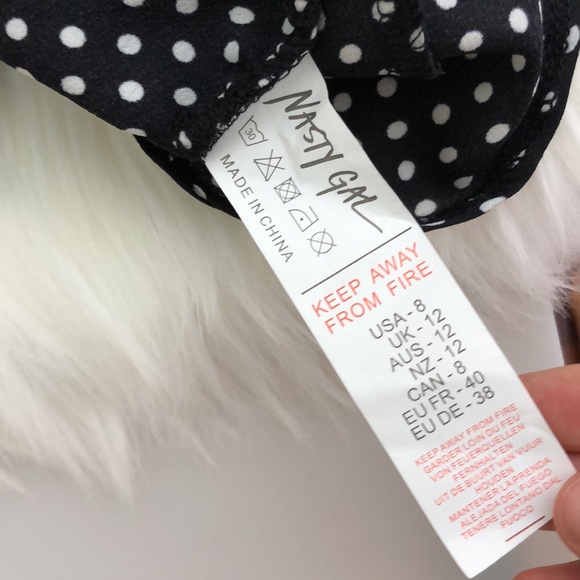 NASTY GAL
30
MADE IN CHINA
KEEP AWAY
FROM FIRE
USA - 8
UK - 12
AUS - 12
NZ - 12
CAN - 8
EU FR - 40
EU DE - 38
KEEP AWAY FROM FIRE
GARDER LOIN DU FEU
VON FEUERQUELLEN
FERNHALTEN
UIT DE BUURT VAN VUUR
HOUDEN
MANTENER LA PRENDA
ALEJADA DEL FUEGO
TENERE LONTANO DAL
FUOCO